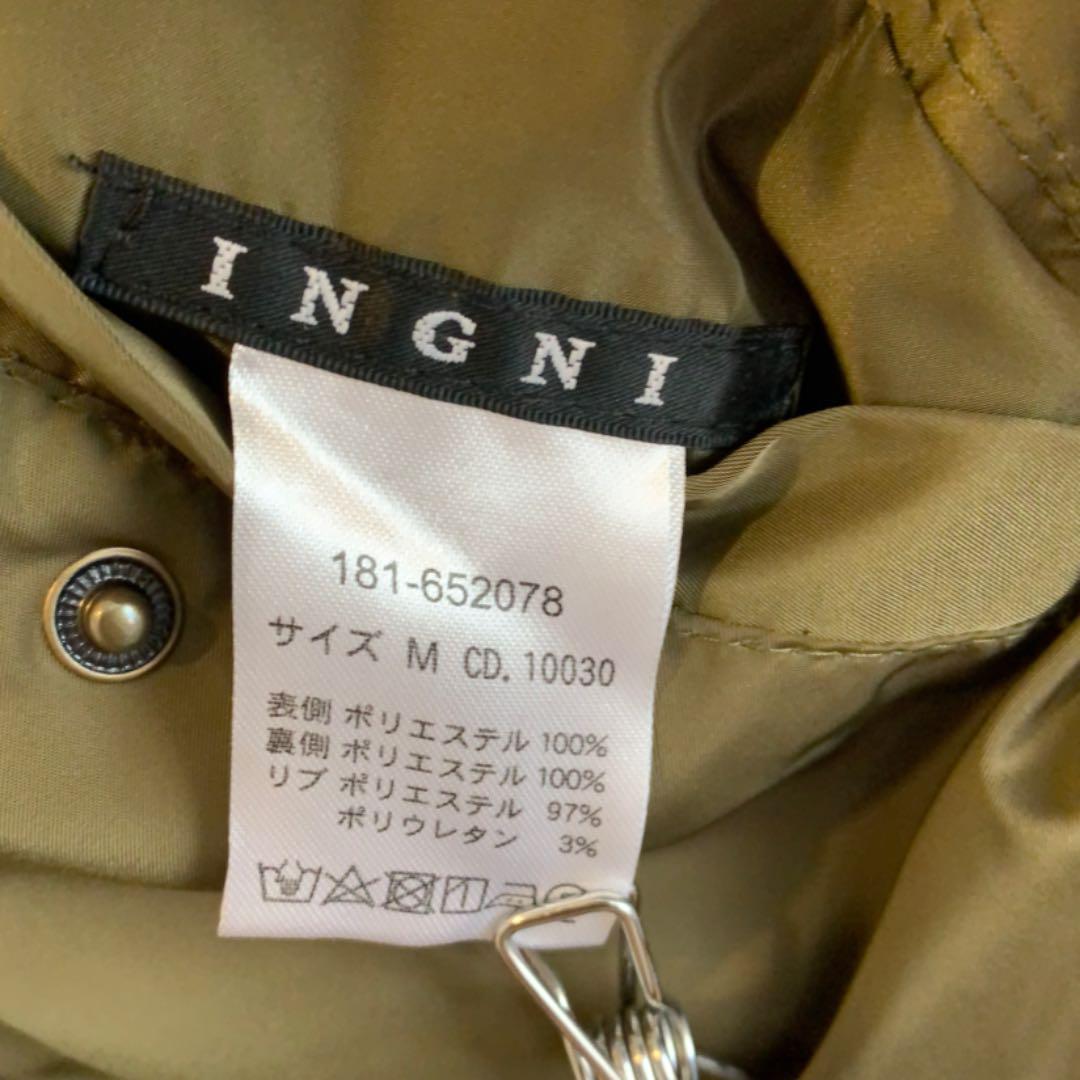 INGNI
181-652078
サイズ M CD. 10030
表側 ポリエステル 100%
裏側 ポリエステル 100%
リブ ポリエステル 97%
ポリウレタン 3%